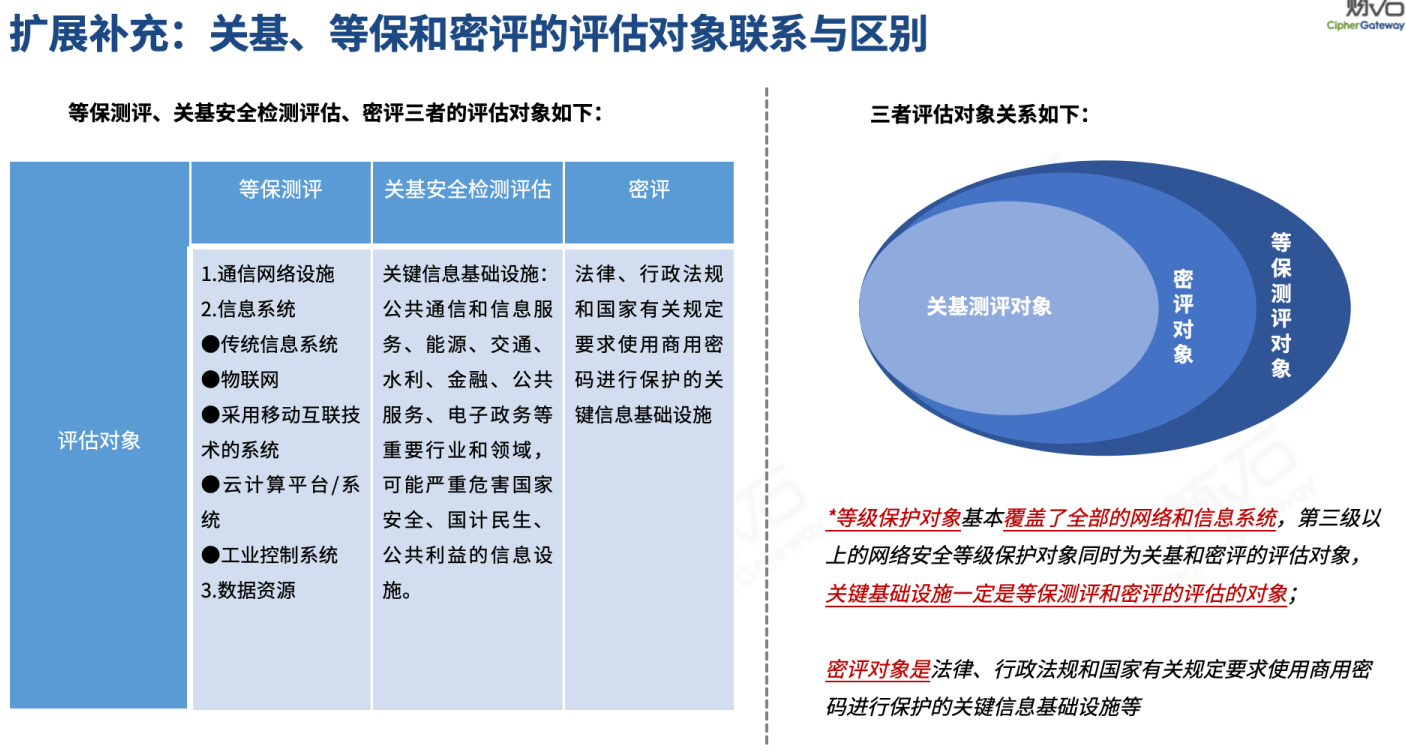 扩展补充：关基、等保和密评的评估对象联系与区别
CipherGateway
等保测评、关基安全检测评估、密评三者的评估对象如下：
等保测评
关基安全检测评估
密评
评估对象
1.通信网络设施
2.信息系统
●传统信息系统
●物联网
●采用移动互联技
术的系统
●云计算平台/系
统
●工业控制系统
3.数据资源
关键信息基础设施：
公共通信和信息服
务、能源、交通、
水利、金融、公共
服务、电子政务等
重要行业和领域，
可能严重危害国家
安全、国计民生、
公共利益的信息设
施。
法律、行政法规
和国家有关规定
要求使用商用密
码进行保护的关
键信息基础设施
三者评估对象关系如下：
关基测评对象
密评对象
等保测评对象
*等级保护对象基本覆盖了全部的网络和信息系统，第三级以
上的网络安全等级保护对象同时为关基和密评的评估对象，
关键基础设施一定是等保测评和密评的评估的对象；
密评对象是法律、行政法规和国家有关规定要求使用商用密
码进行保护的关键信息基础设施等